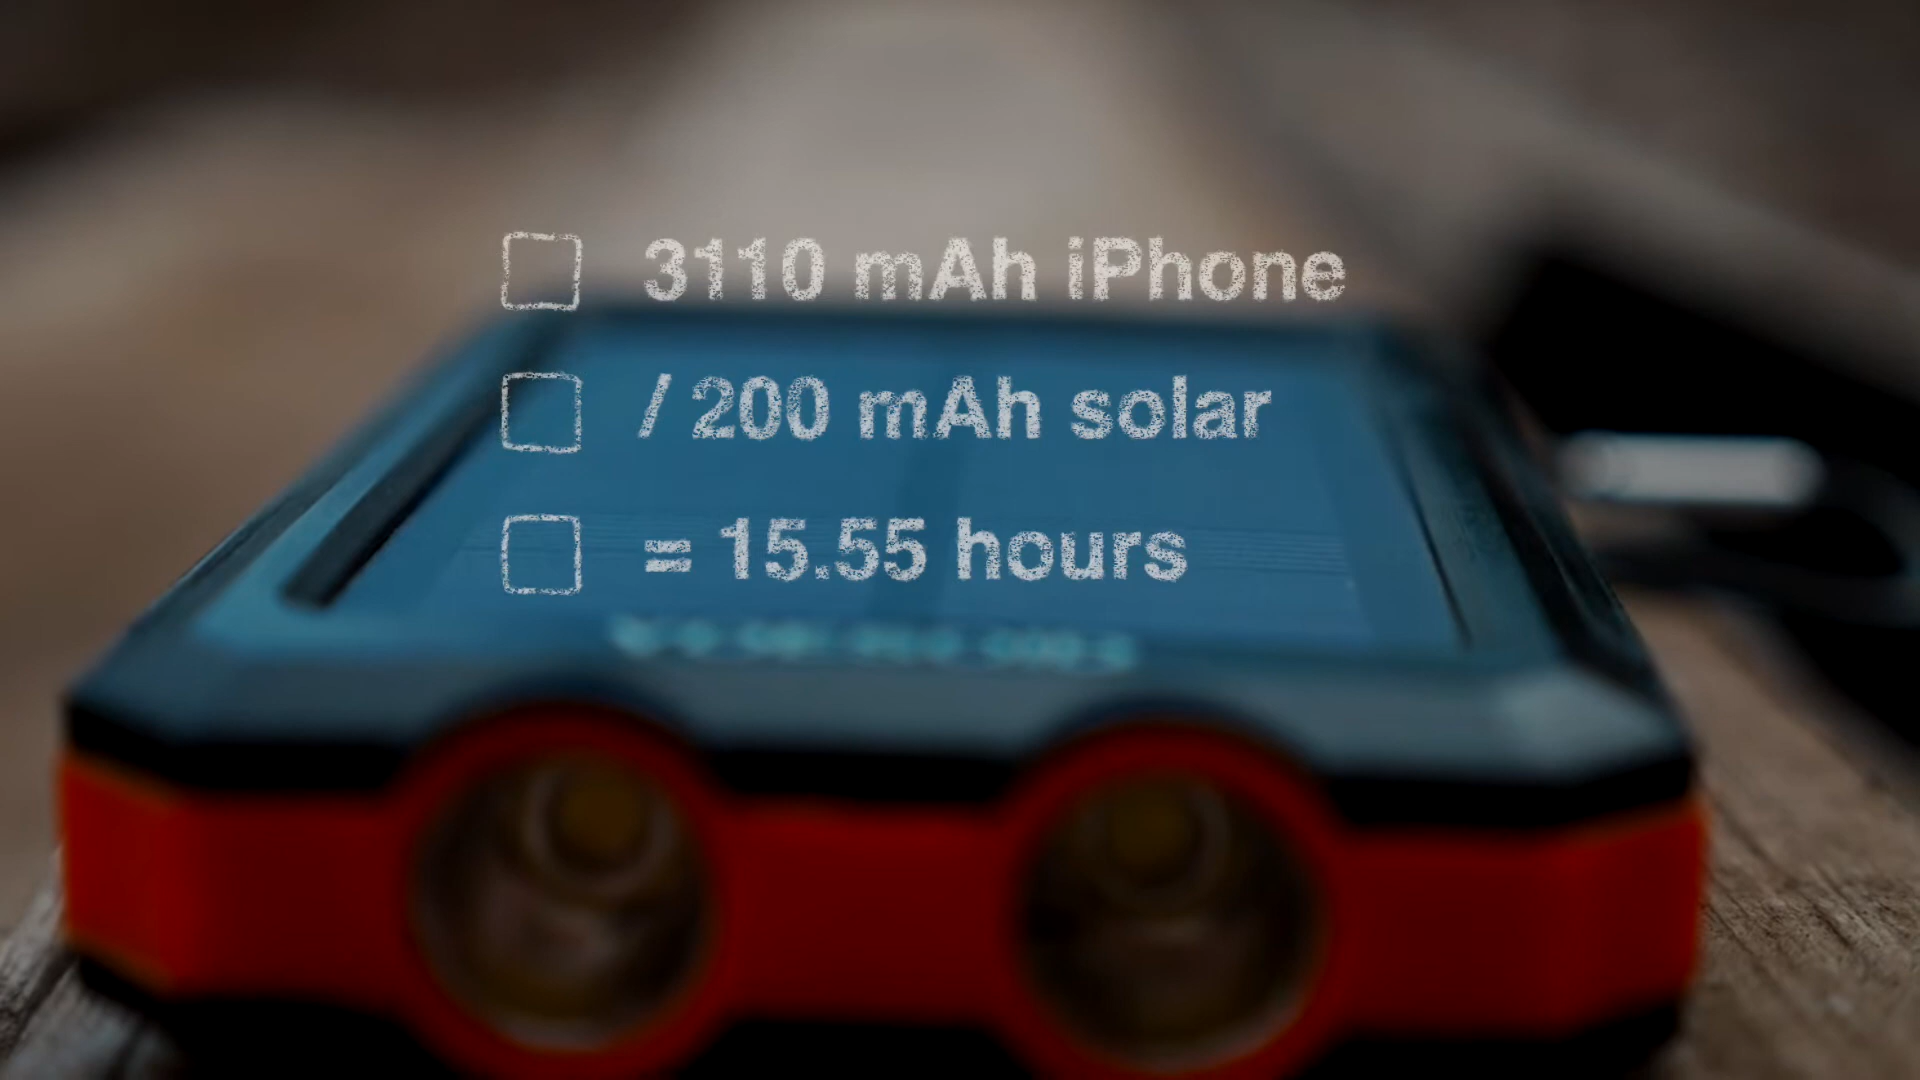 3110 mAh iPhone
/ 200 mAh solar
= 15.55 hours